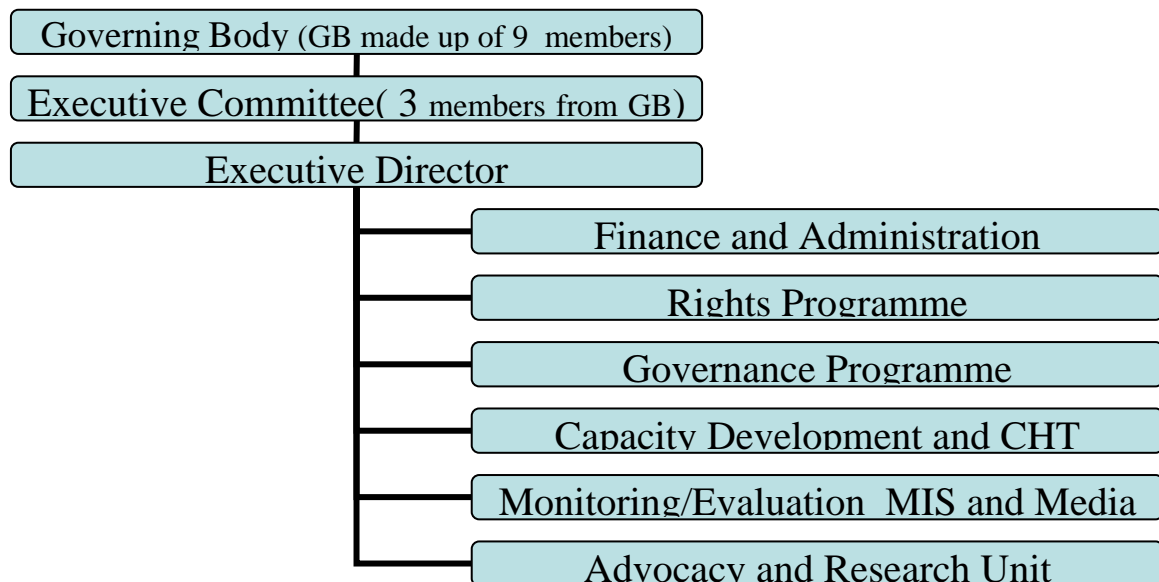 Governing Body (GB made up of 9 members)
Executive Committee( 3 members from GB)
Executive Director
Finance and Administration
Rights Programme
Governance Programme
Capacity Development and CHT
Monitoring/Evaluation MIS and Media
Advocacy and Research Unit